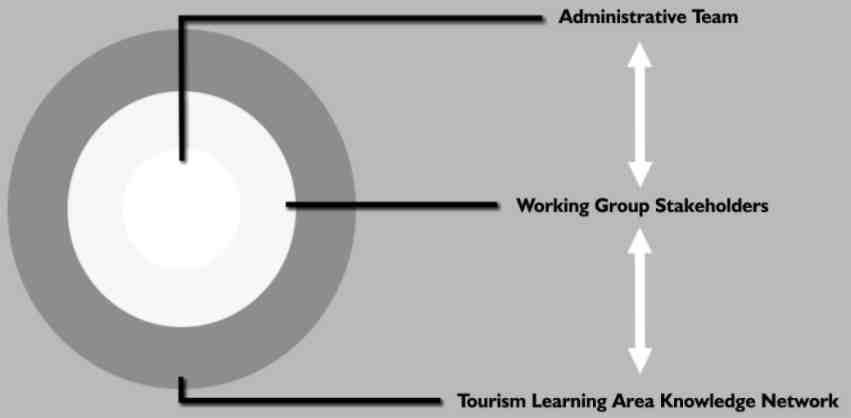 Administrative Team
Working Group Stakeholders
Tourism Learning Area Knowledge Network